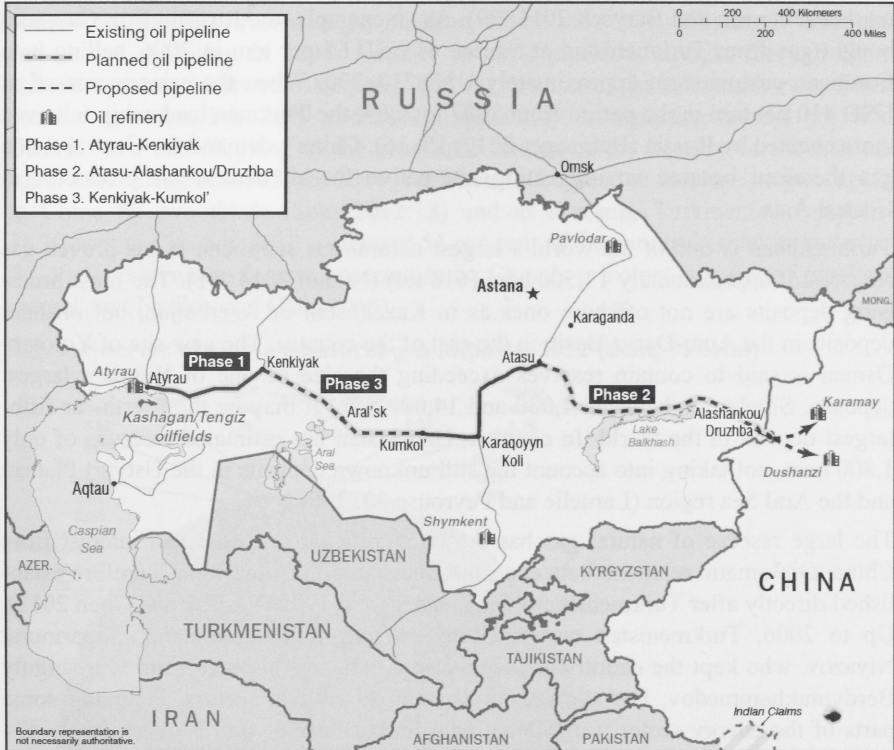 Existing oil pipeline
Planned oil pipeline
Proposed pipeline
Oil refinery
Phase 1. Atyrau-Kenkiyak
Phase 2. Atasu-Alashankou/Druzhba
Phase 3. Kenkiyak-Kumkol'
0 200 400 Kilometers
0 200 400 Miles
RUSSIA
Omsk
Pavlodar
Astana
Karaganda
MONG.
Phase 1
Kenkiyak
Atasu
Atyrau
Atyrau
Phase 3
Phase 2
Karamay
Kashagan/Tengiz
oilfields
Aral'sk
Alashankou
Druzhba
Lake
Balkhash
Aral
Sea
Kumkol'
Karaqoyyn
Koli
Dushanzi
Aqtau
Shymkent
Caspian
Sea
UZBEKISTAN
AZER.
KYRGYZSTAN
CHINA
TURKMENISTAN
TAJIKISTAN
IRAN
Indian Claims
Boundary representation is
not necessarily authoritative.
AFGHANISTAN
PAKISTAN